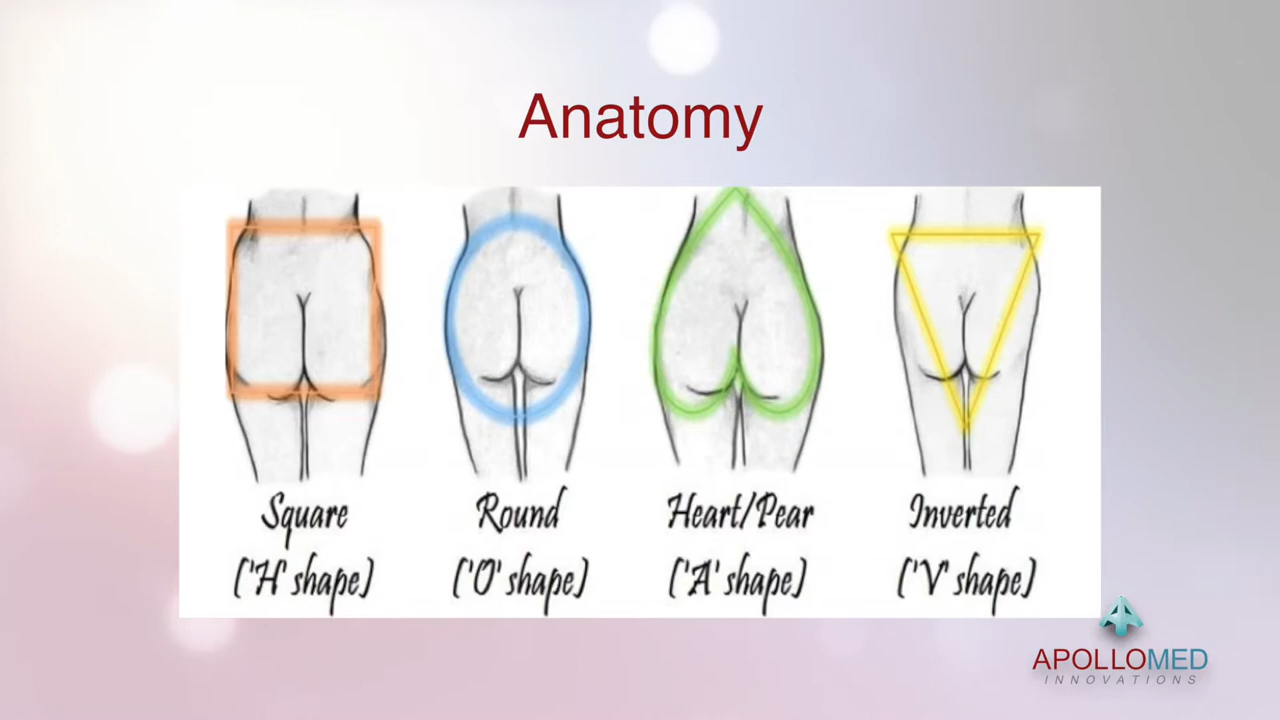 Anatomy
Square
('H' shape)
Round
('O' shape)
Heart/Pear
('A' shape)
Inverted
('V' shape)
APOLLOMED
INNOVATIONS